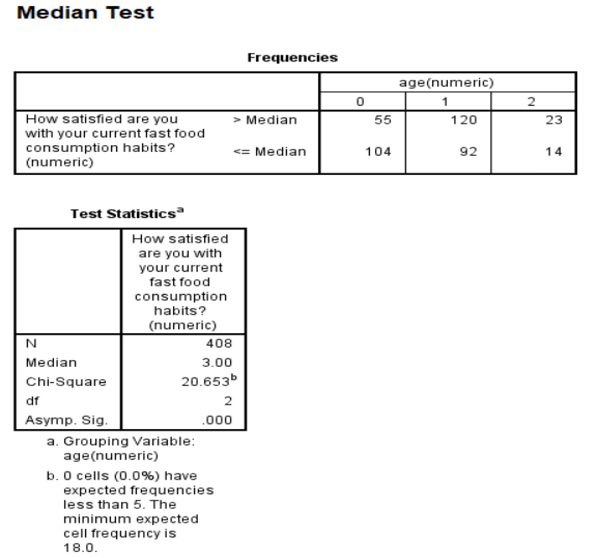 Median Test
Frequencies
age(numeric)
0 1 2
How satisfied are you with your current fast food consumption habits? (numeric) > Median 55 120 23
<= Median 104 92 14
Test Statisticsa
How satisfied
are you with
your current
fast food
consumption
habits?
(numeric)
N 408
Median 3.00
Chi-Square 20.653b
df 2
Asymp. Sig. .000
a. Grouping Variable:
age(numeric)
b. 0 cells (0.0%) have
expected frequencies
less than 5. The
minimum expected
cell frequency is
18.0.